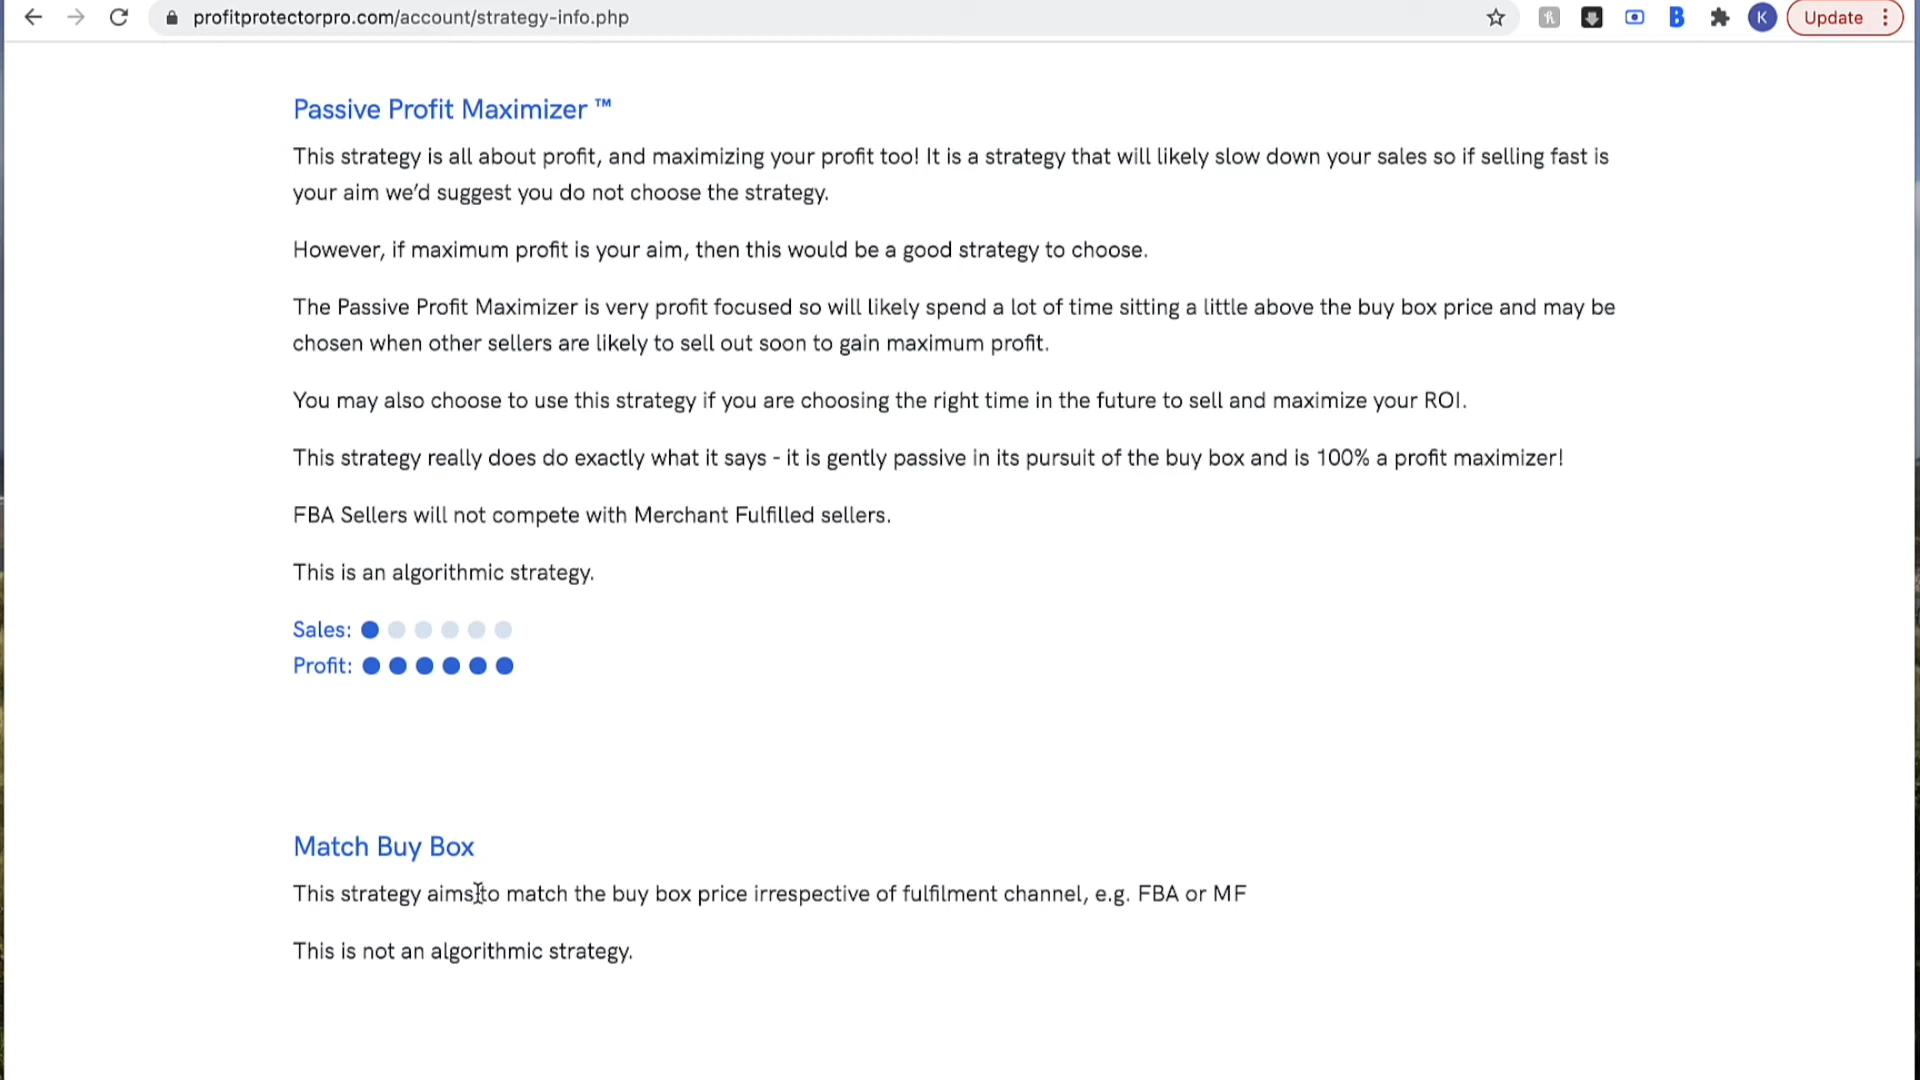 profitprotectorpro.com/account/strategy-info.php
B
K
Update
Passive Profit Maximizer ™
This strategy is all about profit, and maximizing your profit too! It is a strategy that will likely slow down your sales so if selling fast is
your aim we’d suggest you do not choose the strategy.
However, if maximum profit is your aim, then this would be a good strategy to choose.
The Passive Profit Maximizer is very profit focused so will likely spend a lot of time sitting a little above the buy box price and may be
chosen when other sellers are likely to sell out soon to gain maximum profit.
You may also choose to use this strategy if you are choosing the right time in the future to sell and maximize your ROI.
This strategy really does do exactly what it says - it is gently passive in its pursuit of the buy box and is 100% a profit maximizer!
FBA Sellers will not compete with Merchant Fulfilled sellers.
This is an algorithmic strategy.
Sales:
Profit:
Match Buy Box
This strategy aims to match the buy box price irrespective of fulfilment channel, e.g. FBA or MF
This is not an algorithmic strategy.